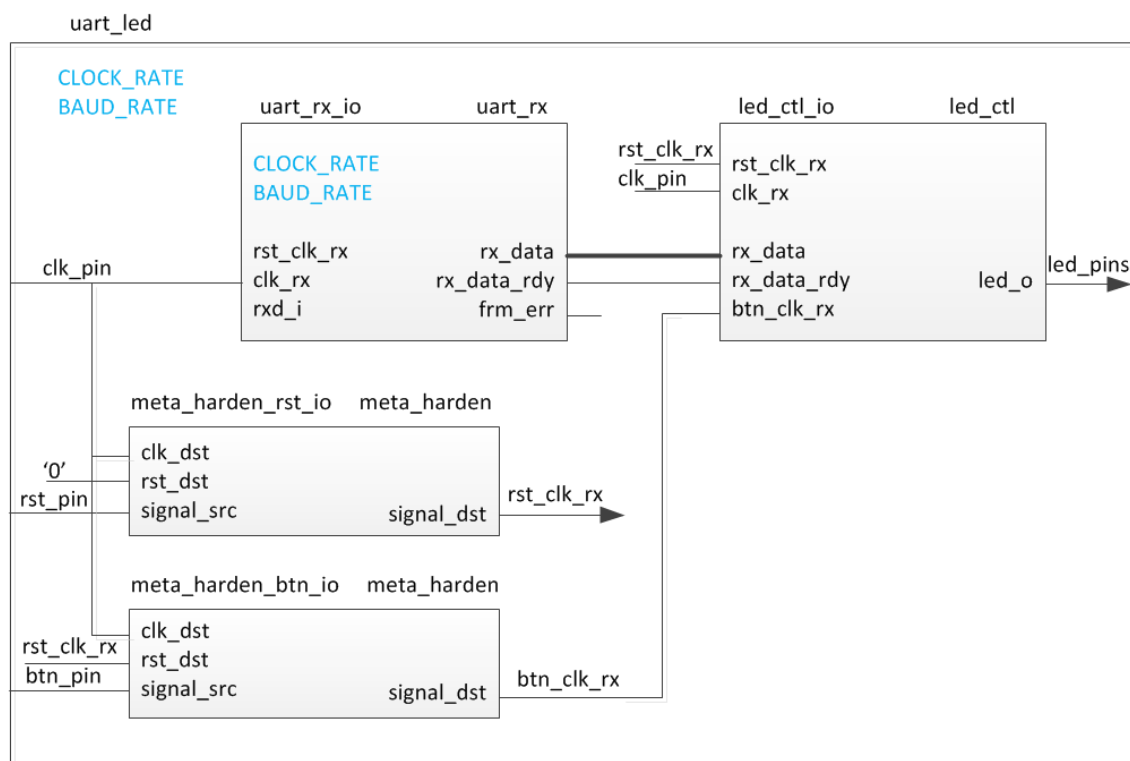 uart_led
CLOCK_RATE
BAUD_RATE
uart_rx_io uart_rx
CLOCK_RATE
BAUD_RATE
rst_clk_rx
clk_rx
rxd_i
rx_data
rx_data_rdy
frm_err
clk_pin
led_ctl_io led_ctl
rst_clk_rx
clk_pin
rst_clk_rx
clk_rx
rx_data
rx_data_rdy
btn_clk_rx
led_o
led_pins
meta_harden_rst_io meta_harden
clk_dst
rst_dst
signal_src
signal_dst
‘0’
rst_pin
rst_clk_rx
meta_harden_btn_io meta_harden
clk_dst
rst_dst
signal_src
signal_dst
rst_clk_rx
btn_pin
btn_clk_rx